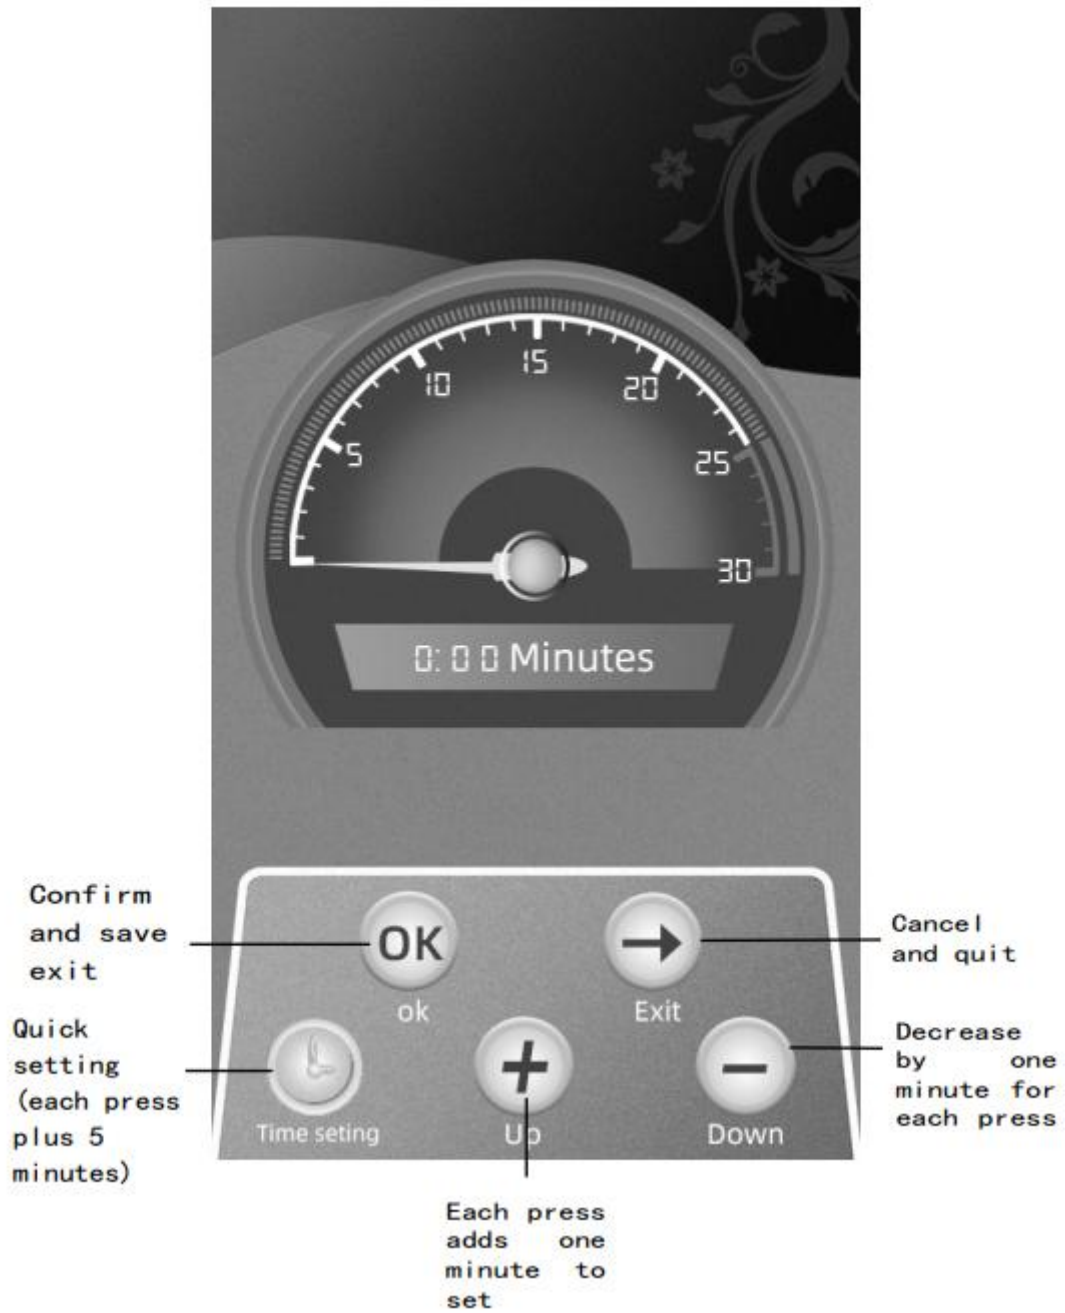 15
10
20
5
25
30
0:00 Minutes
Confirm
and save
exit
OK
ok
Exit
Cancel
and quit
Quick
setting
(each press
plus 5
minutes)
Time seting
Up
Down
Decrease
by one
minute for
each press
Each press
adds one
minute to
set